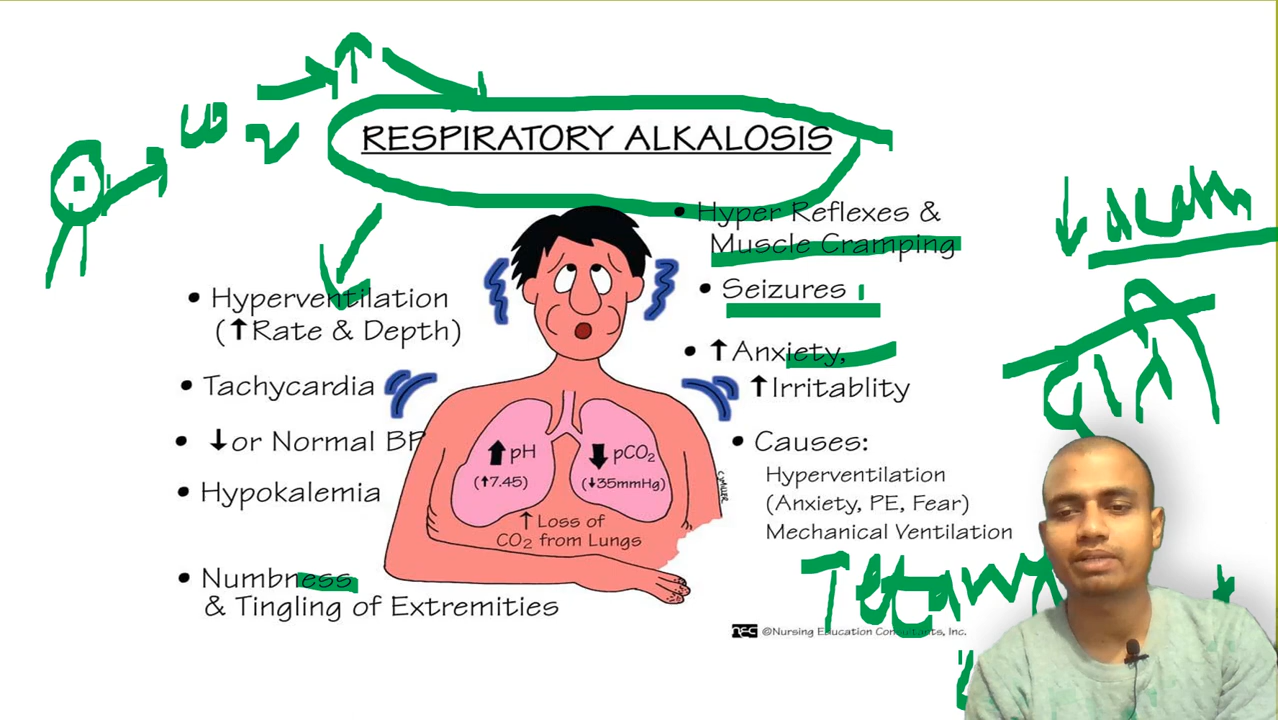 CO2
RESPIRATORY ALKALOSIS
• Hyper Reflexes &
Muscle Cramping
• Seizures
• ↑Anxiety,
↑Irritablity
• Causes:
Hyperventilation
(Anxiety, PE, Fear)
Mechanical Ventilation
• Hyperventilation
(↑Rate & Depth)
• Tachycardia
• ↓or Normal BP
• Hypokalemia
• Numbness
& Tingling of Extremities
↑ pH
(↑7.45)
↓ pCO2
(↓35mmHg)
↑ Loss of
CO2 from Lungs
Tetany
©Nursing Education Consultants, Inc.